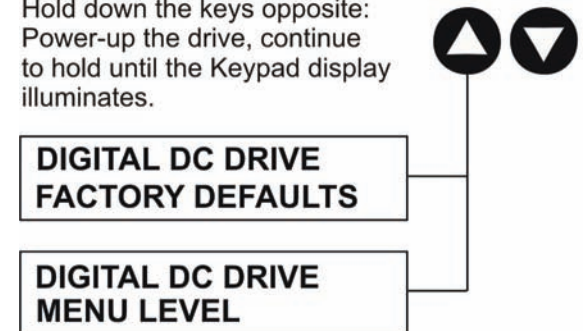 Hold down the keys opposite:
Power-up the drive, continue
to hold until the Keypad display
illuminates.
DIGITAL DC DRIVE
FACTORY DEFAULTS
DIGITAL DC DRIVE
MENU LEVEL